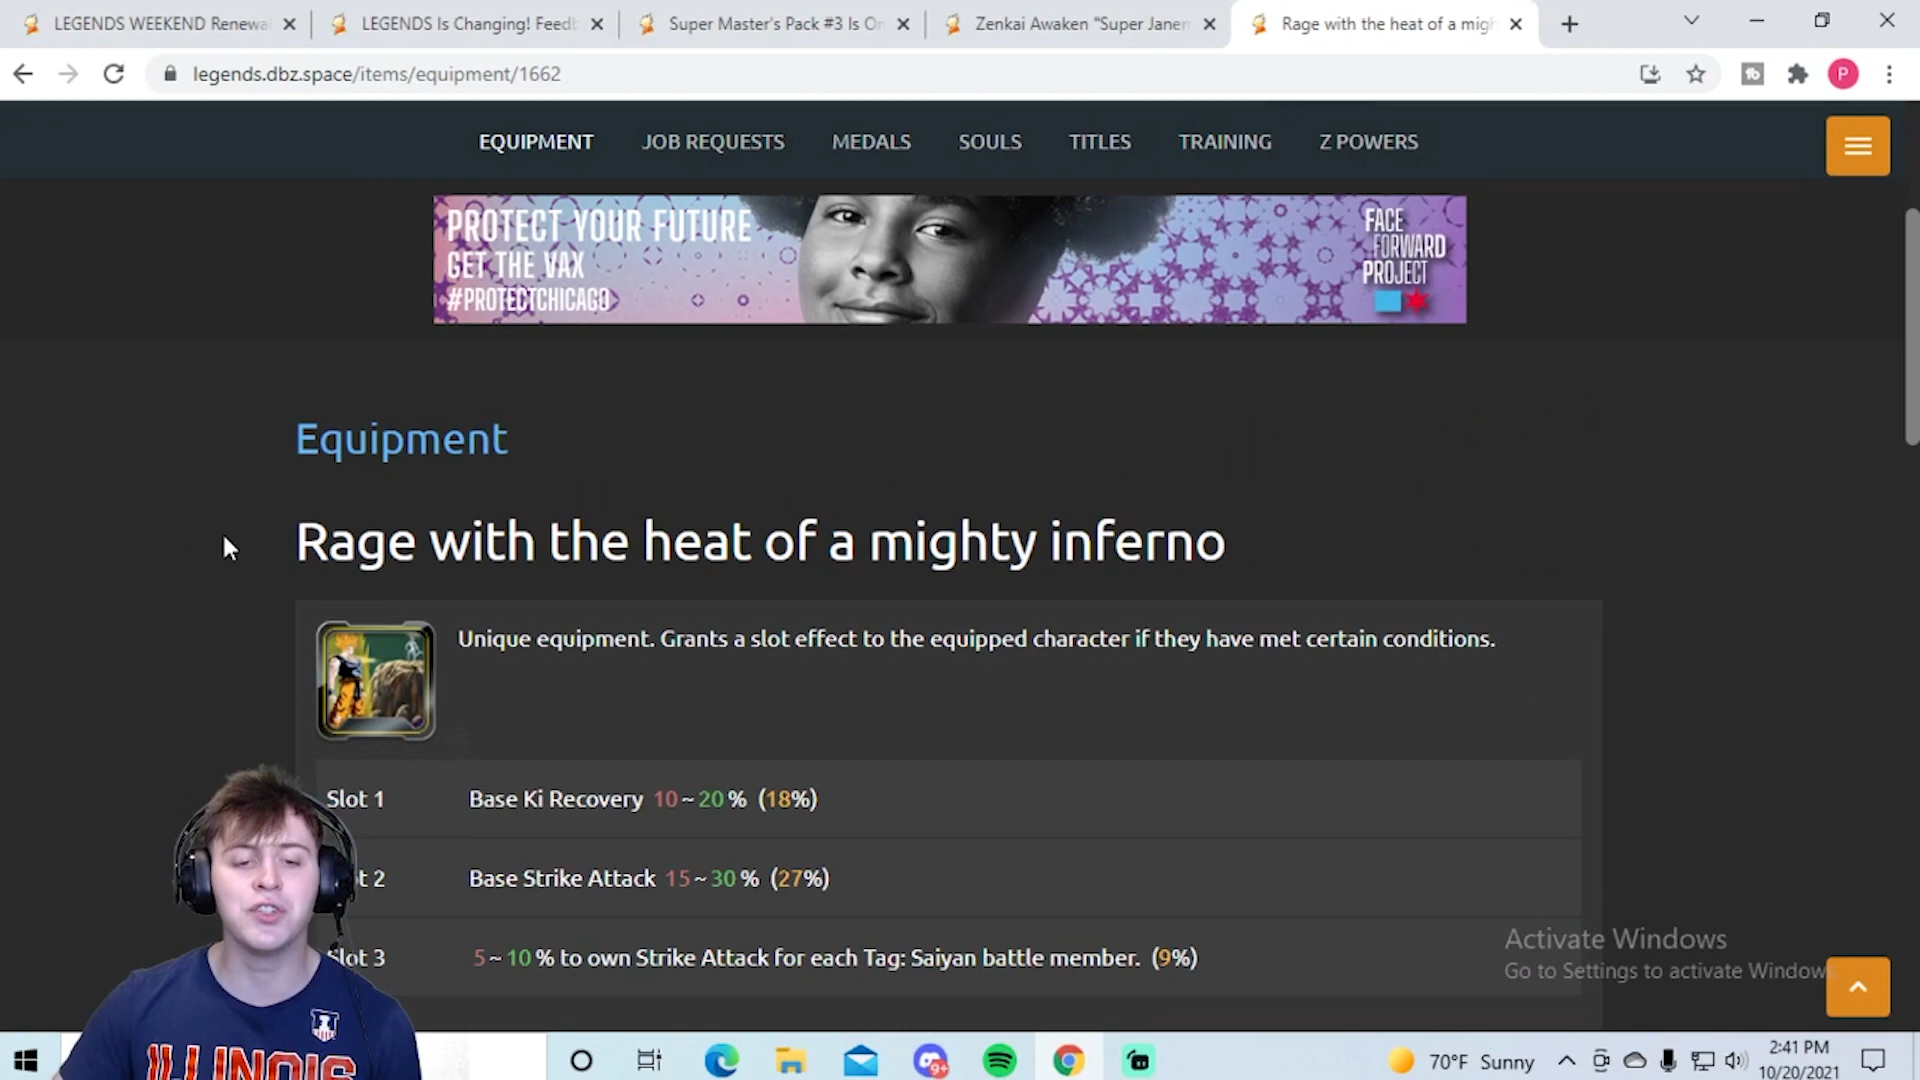 LEGENDS WEEKEND Renewa
LEGENDS Is Changing! Feedb
Super Master's Pack #3 Is On
Zenkai Awaken "Super Janem
Rage with the heat of a migh
legends.dbz.space/items/equipment/1662
P
EQUIPMENT
JOB REQUESTS
MEDALS
SOULS
TITLES
TRAINING
Z POWERS
PROTECT YOUR FUTURE
GET THE VAX
#PROTECTCHICAGO
FACE
FORWARD
PROJECT
Equipment
Rage with the heat of a mighty inferno
Unique equipment. Grants a slot effect to the equipped character if they have met certain conditions.
Slot 1 Base Ki Recovery 10~20% (18%)
t 2 Base Strike Attack 15~30% (27%)
Slot 3 5~10% to own Strike Attack for each Tag: Saiyan battle member. (9%)
Activate Windows
Go to Settings to activate Window
I
ILLINOIS
9+
70°F Sunny
2:41 PM
10/20/2021